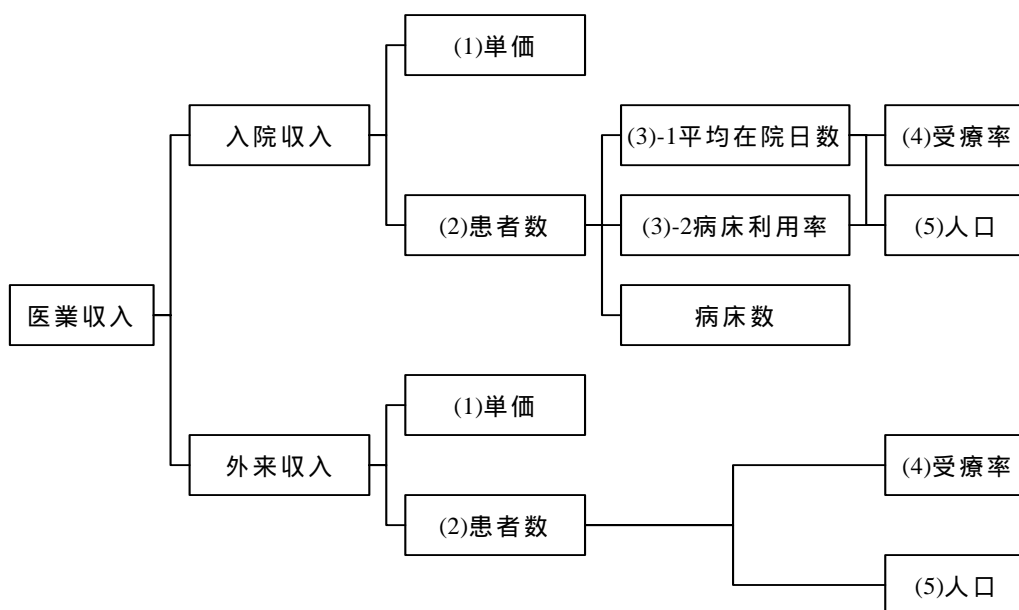 (1)単価
入院収入
(3)-1平均在院日数
(4)受療率
(2)患者数
(3)-2病床利用率
(5)人口
医業収入
病床数
(1)単価
外来収入
(4)受療率
(2)患者数
(5)人口